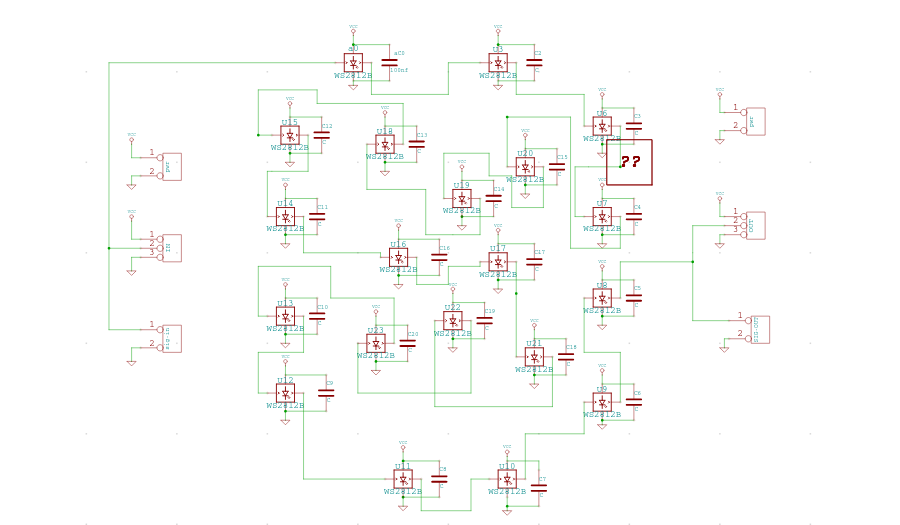 VCC
VCC
a0
aC0
100nf
WS2812B
U3
C2
C
WS2812B
VCC
U15
C12
C
WS2812B
U18
C13
C
WS2812B
VCC
U6
C3
C
WS2812B
VCC
1
2
pwr
VCC
1
2
pwr
VCC
U20
C15
C
WS2812B
??
VCC
U19
C14
C
WS2812B
VCC
U14
C11
C
WS2812B
VCC
U7
C4
C
WS2812B
VCC
1
2
3
IN
VCC
1
2
3
OUT
VCC
U16
C16
C
WS2812B
VCC
U17
C17
C
WS2812B
VCC
U13
C10
C
WS2812B
VCC
U8
C5
C
WS2812B
VCC
U22
C19
C
WS2812B
VCC
U23
C20
C
WS2812B
VCC
U21
C18
C
WS2812B
1
2
sig-in
1
2
SIG-OUT
VCC
U12
C9
C
WS2812B
VCC
U9
C6
C
WS2812B
VCC
U11
C8
C
WS2812B
VCC
U10
C7
C
WS2812B